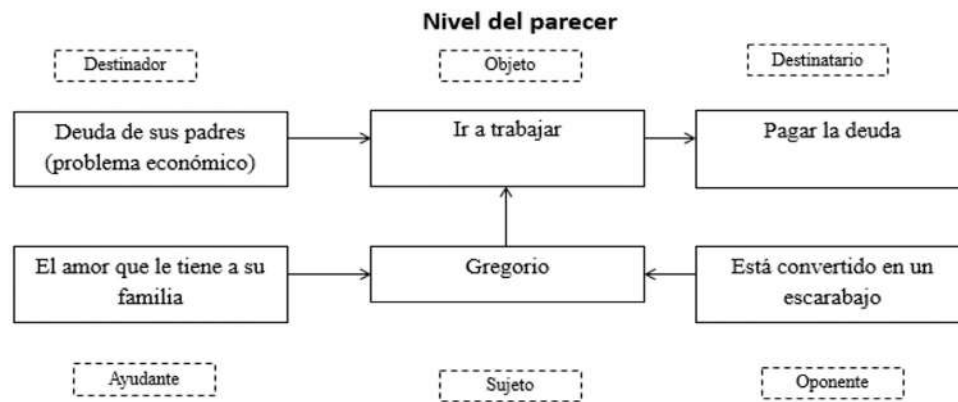 Nivel del parecer
Destinador
Objeto
Destinatario
Deuda de sus padres
(problema económico)
Ir a trabajar
Pagar la deuda
El amor que le tiene a su
familia
Gregorio
Está convertido en un
escarabajo
Ayudante
Sujeto
Oponente